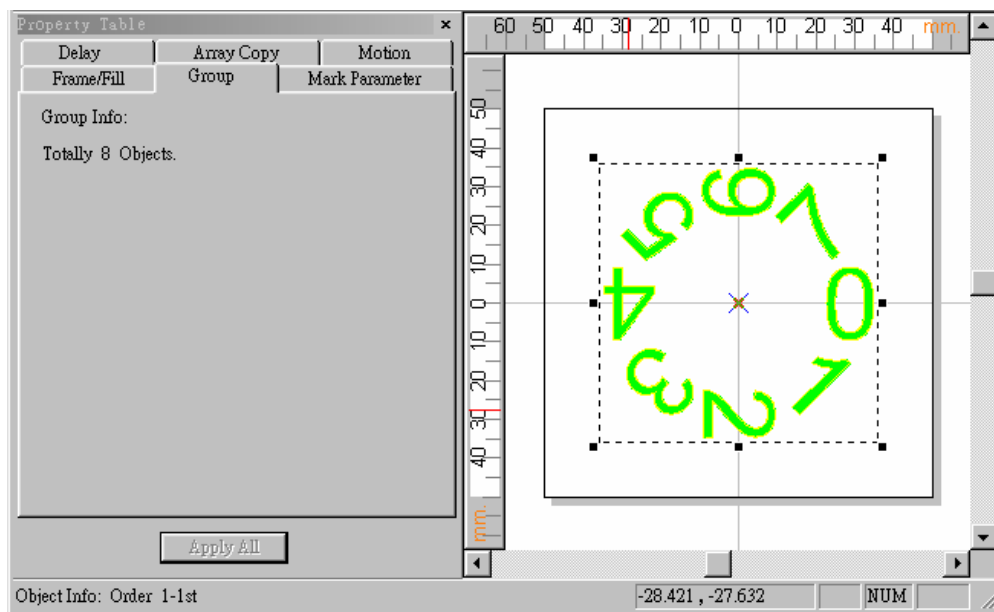 Property Table ×
Delay Array Copy Motion
Frame/Fill Group Mark Parameter
Group Info:
Totally 8 Objects.
Apply All
60 50 40 30 20 10 0 10 20 30 40 mm.
50
40
30
20
10
0
10
20
30
40
mm.
0
1
2
3
4
5
6
7
Object Info: Order 1-1st -28.421 , -27.632 NUM